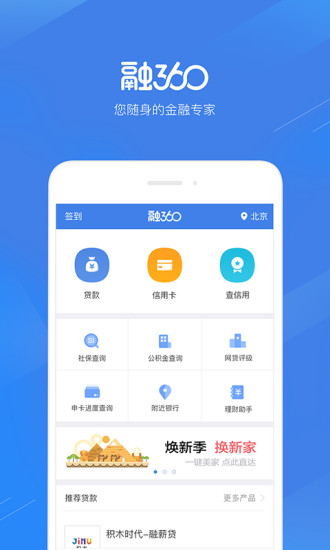 融360
您随身的金融专家
签到 融360 北京
贷款 信用卡 查信用
社保查询 公积金查询 网贷评级
申卡进度查询 附近银行 理财助手
焕新季 换新家
一键美家 点此直达
推荐贷款 更多产品
积木时代-融薪贷
JIMU